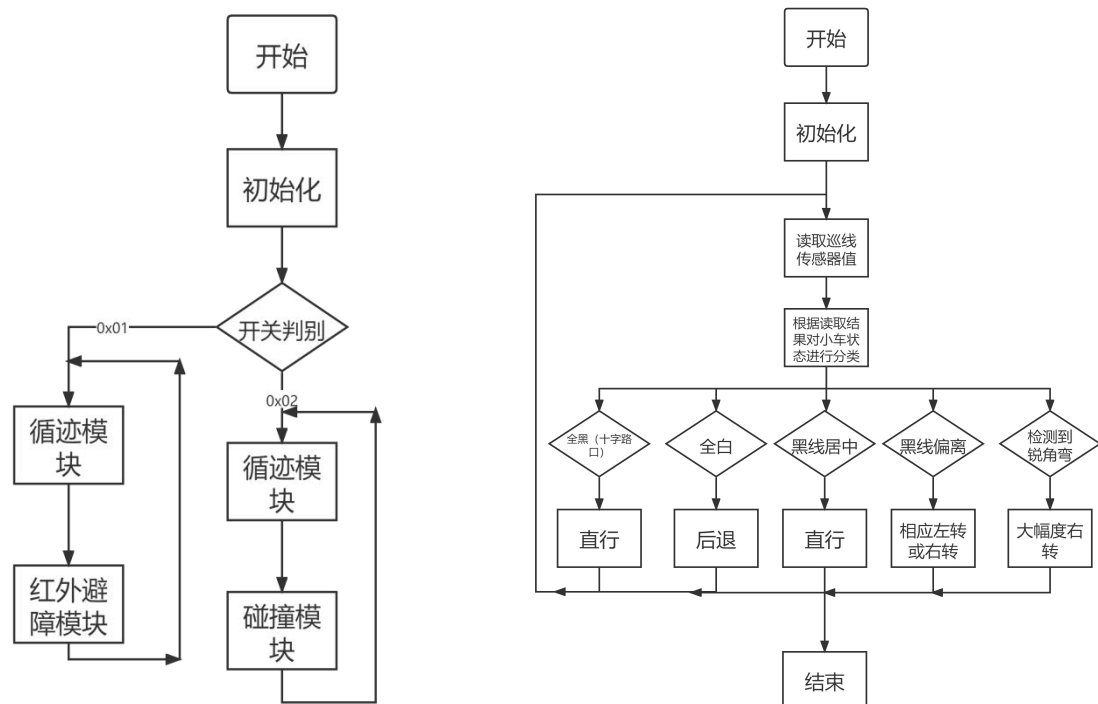 开始
初始化
开关判别
0x01
0x02
循迹模
块
红外避
障模块
循迹模
块
碰撞模
块
开始
初始化
读取巡线
传感器值
根据读取结
果对小车状
态进行分类
全黑（十字路
口）
全白
黑线居中
黑线偏离
检测到
锐角弯
直行
后退
直行
相应左转
或右转
大幅度右
转
结束